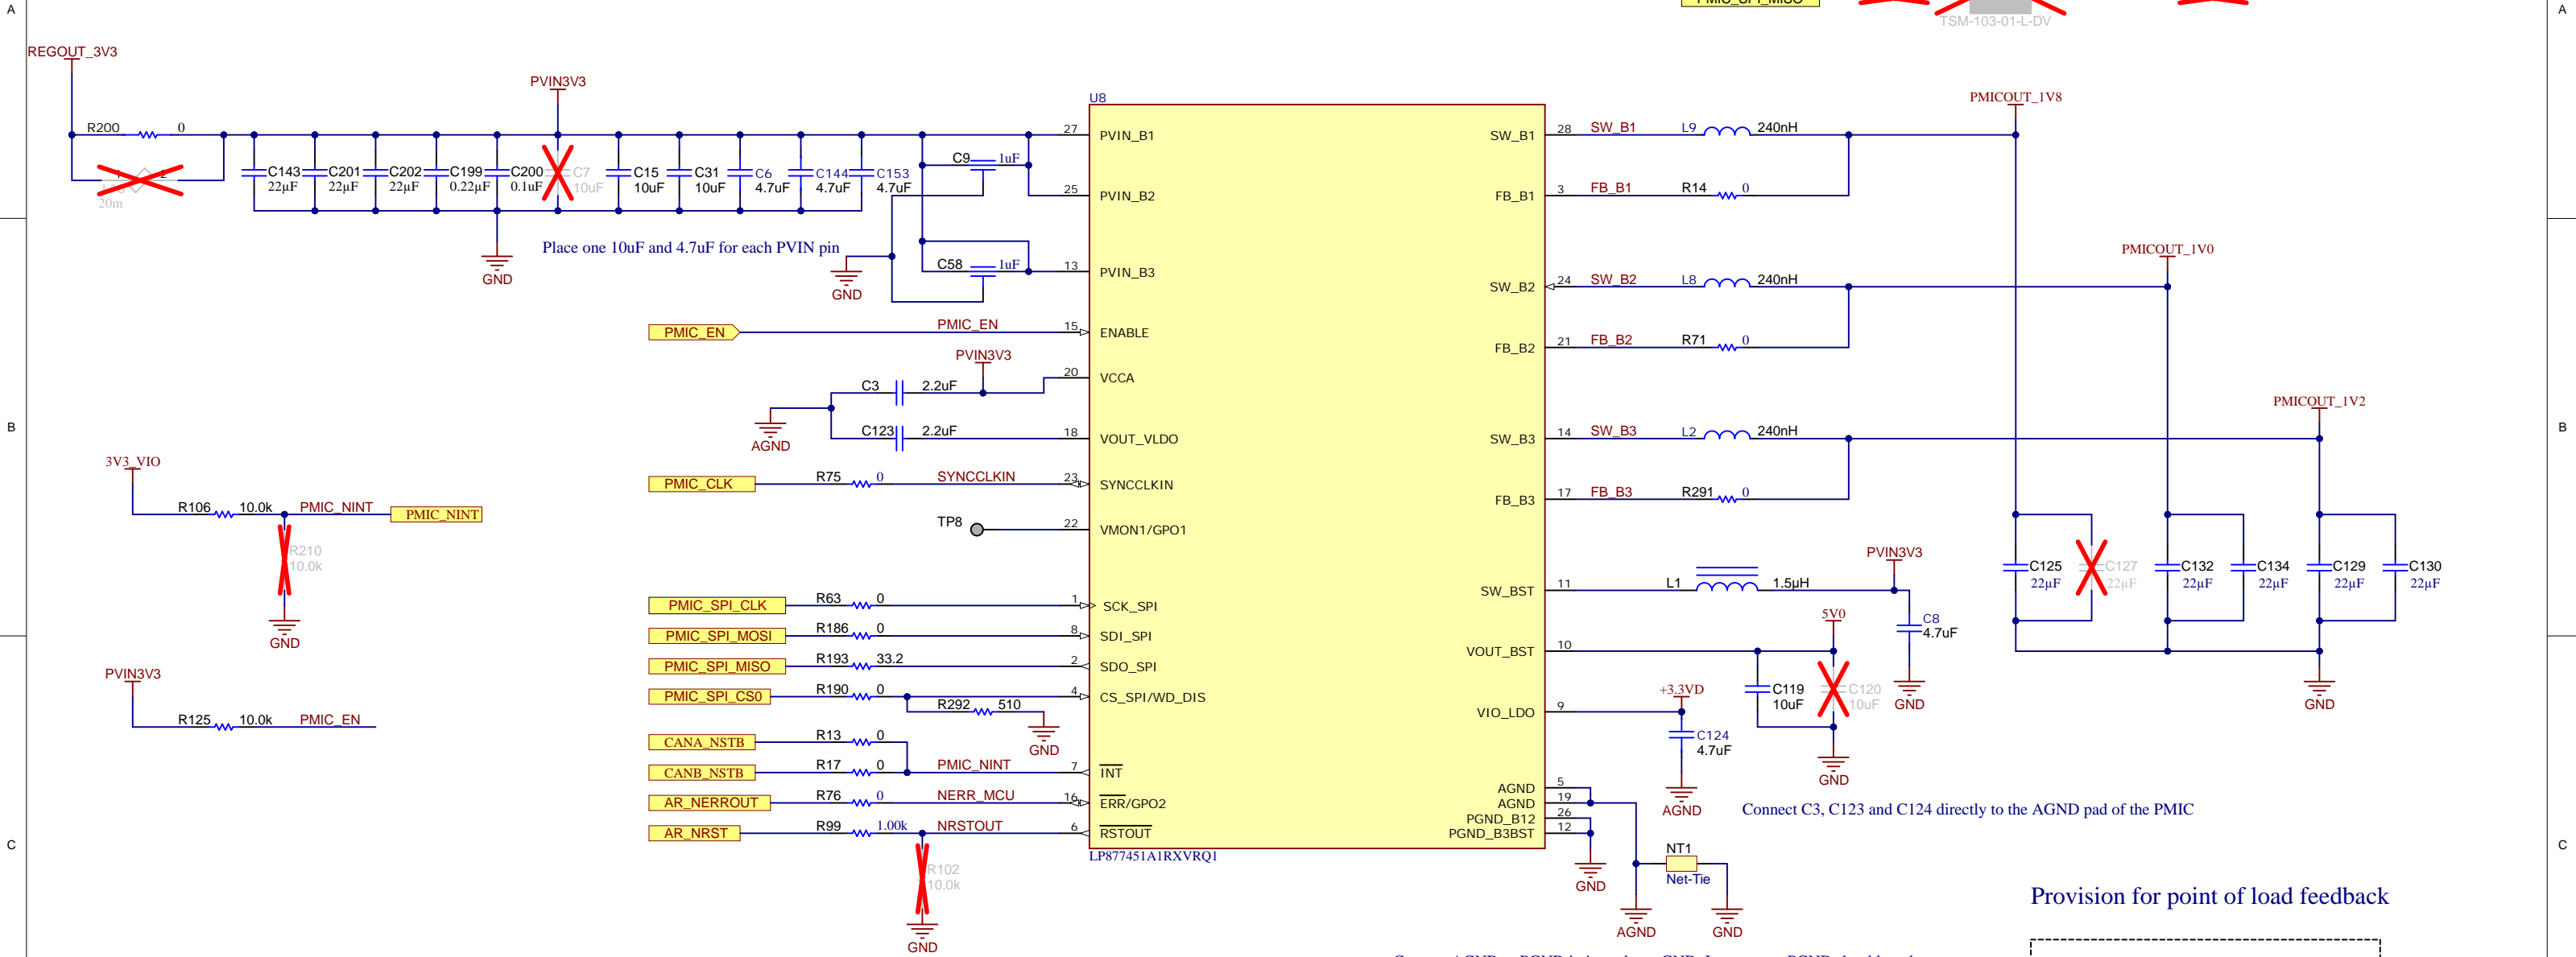 A
A
PMIC_SPI_MISO
TSM-103-01-L-DV
REGOUT_3V3
R200 0
1 2
20m
PVIN3V3
C143 22µF
C201 22µF
C202 22µF
C199 0.22µF
C200 0.1uF
C7 10uF
C15 10uF
C31 10uF
C6 4.7uF
C144 4.7uF
C153 4.7uF
C9 1uF
C58 1uF
GND
Place one 10uF and 4.7uF for each PVIN pin
GND
U8
27 PVIN_B1
25 PVIN_B2
13 PVIN_B3
PMIC_EN PMIC_EN 15 ENABLE
PVIN3V3
20 VCCA
C3 2.2uF
AGND
C123 2.2uF 18 VOUT_VLDO
PMIC_CLK R75 0 SYNCCLKIN 23 SYNCCLKIN
TP8 22 VMON1/GPO1
PMIC_SPI_CLK R63 0 1 SCK_SPI
PMIC_SPI_MOSI R186 0 8 SDI_SPI
PMIC_SPI_MISO R193 33.2 2 SDO_SPI
PMIC_SPI_CS0 R190 0 4 CS_SPI/WD_DIS
R292 510
GND
CANA_NSTB R13 0
CANB_NSTB R17 0 PMIC_NINT 7 INT
AR_NERROUT R76 0 NERR_MCU 16 ERR/GPO2
AR_NRST R99 1.00k NRSTOUT 6 RSTOUT
R102 10.0k
GND
LP877451A1RXVRQ1
B
3V3_VIO
R106 10.0k PMIC_NINT PMIC_NINT
R210 10.0k
GND
PVIN3V3
R125 10.0k PMIC_EN
C
SW_B1 28 SW_B1 L9 240nH
FB_B1 3 FB_B1 R14 0
SW_B2 24 SW_B2 L8 240nH
FB_B2 21 FB_B2 R71 0
SW_B3 14 SW_B3 L2 240nH
FB_B3 17 FB_B3 R291 0
PMICOUT_1V8
PMICOUT_1V0
PMICOUT_1V2
SW_BST 11 L1 1.5µH
PVIN3V3
C8 4.7uF
GND
5V0
VOUT_BST 10
C119 10uF
C120 10uF
GND
VIO_LDO 9
+3.3VD
C124 4.7uF
AGND
AGND 5
AGND 19
PGND_B12 26
PGND_B3BST 12
GND
NT1
Net-Tie
AGND
GND
C125 22µF
C127 22µF
C132 22µF
C134 22µF
C129 22µF
C130 22µF
GND
Connect C3, C123 and C124 directly to the AGND pad of the PMIC
Provision for point of load feedback
B
C